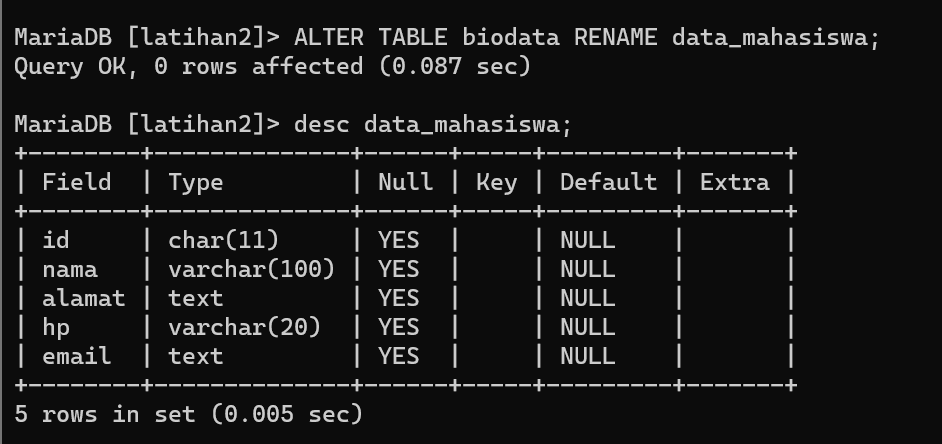 MariaDB [latihan2]> ALTER TABLE biodata RENAME data_mahasiswa;
Query OK, 0 rows affected (0.087 sec)
MariaDB [latihan2]> desc data_mahasiswa;
+--------+--------------+------+-----+---------+-------+
| Field  | Type         | Null | Key | Default | Extra |
+--------+--------------+------+-----+---------+-------+
| id     | char(11)     | YES  |     | NULL    |       |
| nama   | varchar(100) | YES  |     | NULL    |       |
| alamat | text         | YES  |     | NULL    |       |
| hp     | varchar(20)  | YES  |     | NULL    |       |
| email  | text         | YES  |     | NULL    |       |
+--------+--------------+------+-----+---------+-------+
5 rows in set (0.005 sec)